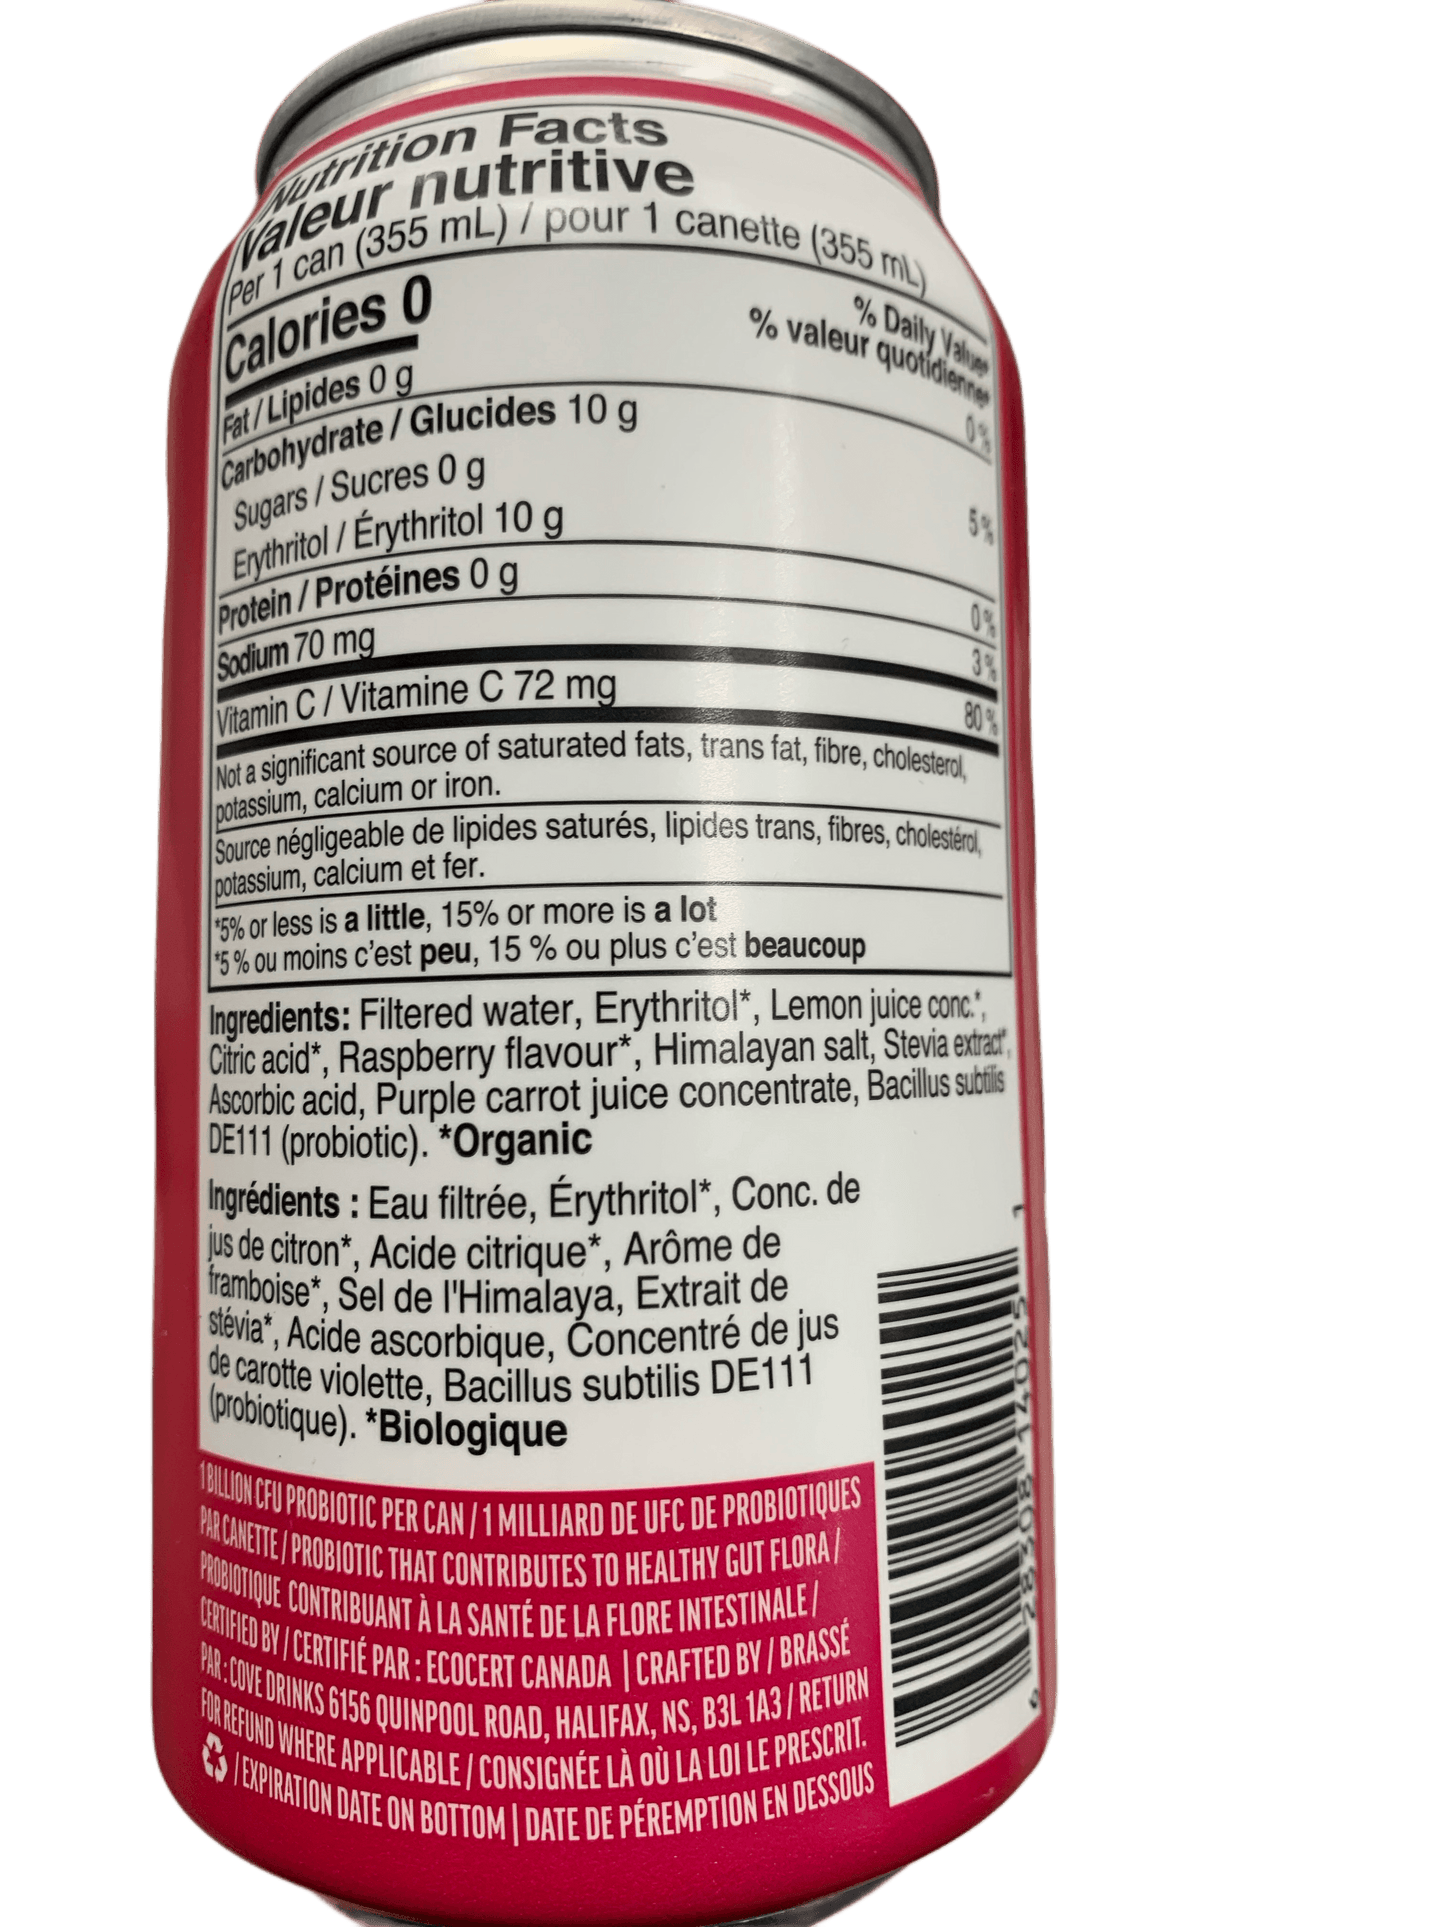 Nutrition Facts
Valeur nutritive
Per 1 can (355 mL) / pour 1 canette (355 mL)
Calories 0
% Daily Value*
% valeur quotidienne*
Fat / Lipides 0 g 0 %
Carbohydrate / Glucides 10 g
Sugars / Sucres 0 g 5 %
Erythritol / Érythritol 10 g
Protein / Protéines 0 g 0 %
Sodium 70 mg 3 %
Vitamin C / Vitamine C 72 mg 80 %
Not a significant source of saturated fats, trans fat, fibre, cholesterol,
potassium, calcium or iron.
Source négligeable de lipides saturés, lipides trans, fibres, cholestérol,
potassium, calcium et fer.
*5% or less is a little, 15% or more is a lot
*5 % ou moins c'est peu, 15 % ou plus c'est beaucoup
Ingredients: Filtered water, Erythritol*, Lemon juice conc.*,
Citric acid*, Raspberry flavour*, Himalayan salt, Stevia extract*,
Ascorbic acid, Purple carrot juice concentrate, Bacillus subtilis
DE111 (probiotic). *Organic
Ingrédients : Eau filtrée, Érythritol*, Conc. de
jus de citron*, Acide citrique*, Arôme de
framboise*, Sel de l'Himalaya, Extrait de
stévia*, Acide ascorbique, Concentré de jus
de carotte violette, Bacillus subtilis DE111
(probiotique). *Biologique
1 BILLION CFU PROBIOTIC PER CAN / 1 MILLIARD DE UFC DE PROBIOTIQUES
PAR CANETTE / PROBIOTIC THAT CONTRIBUTES TO HEALTHY GUT FLORA /
PROBIOTIQUE CONTRIBUANT À LA SANTÉ DE LA FLORE INTESTINALE /
CERTIFIED BY / CERTIFIÉ PAR : ECOCERT CANADA | CRAFTED BY / BRASSÉ
PAR : COVE DRINKS 6156 QUINPOOL ROAD, HALIFAX, NS, B3L 1A3 / RETURN
FOR REFUND WHERE APPLICABLE / CONSIGNÉE LÀ OÙ LA LOI LE PRESCRIT.
/ EXPIRATION DATE ON BOTTOM | DATE DE PÉREMPTION EN DESSOUS
6 28308 14025 1